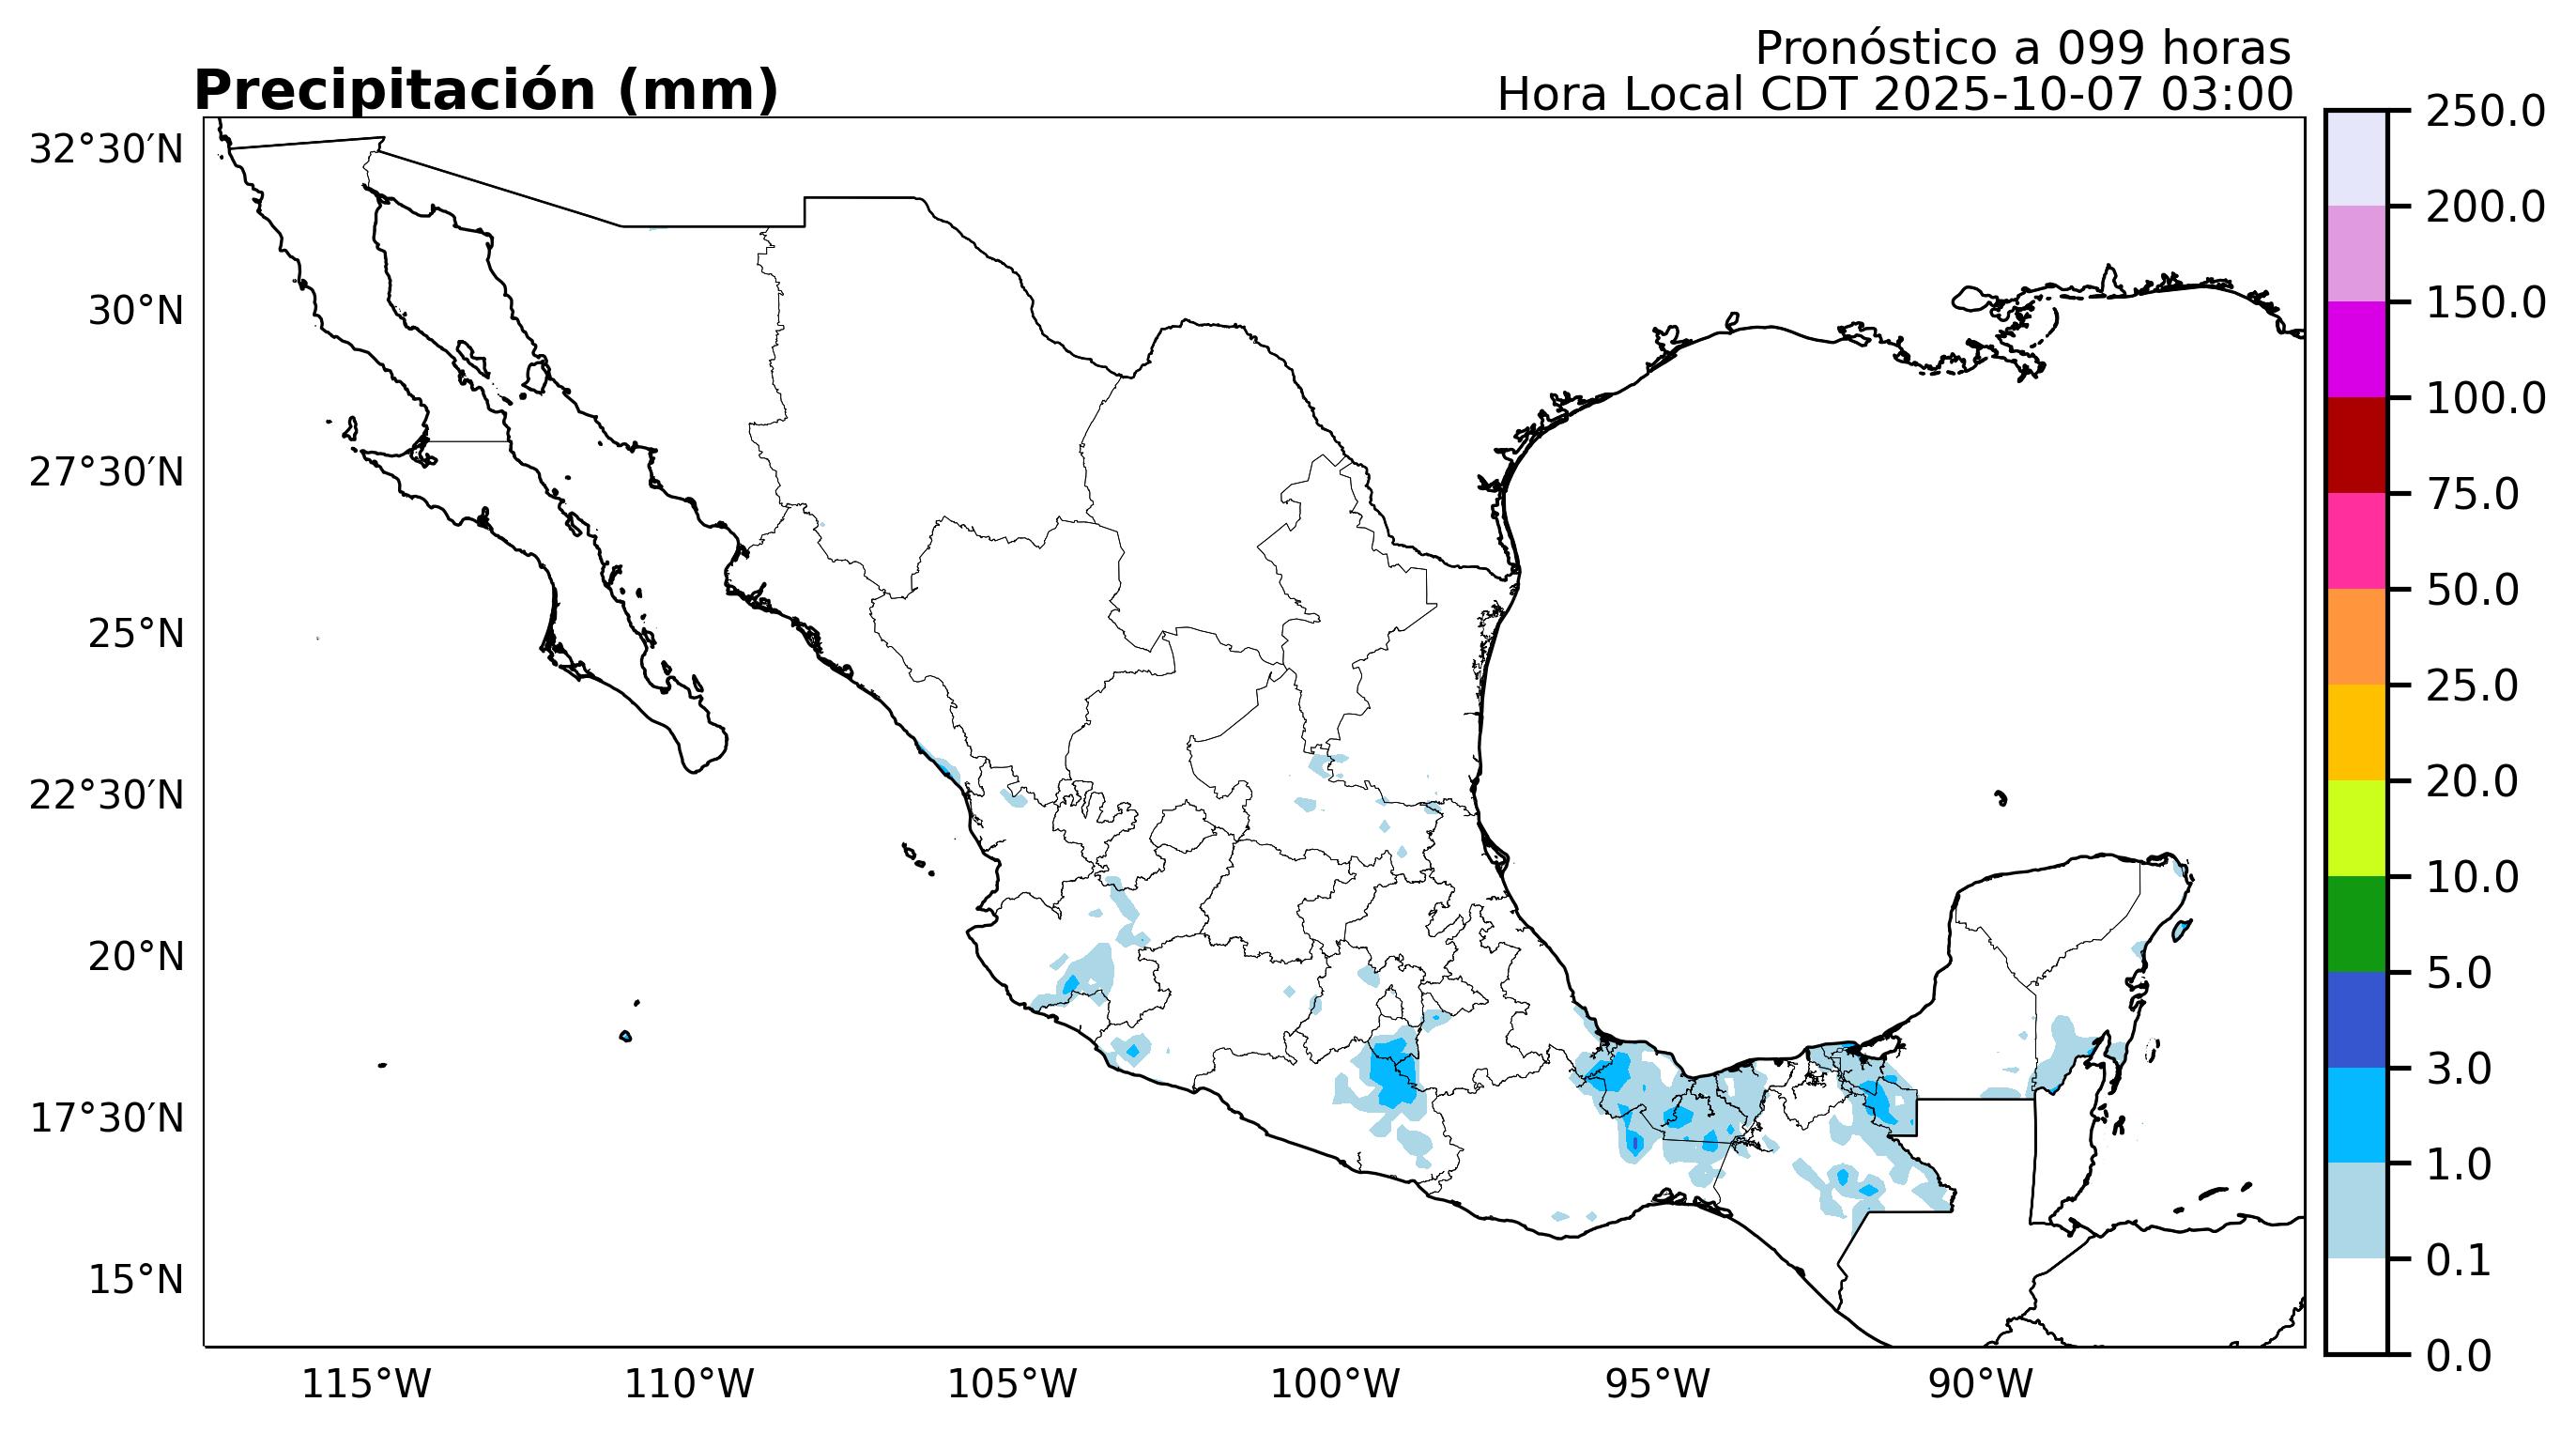 Pronóstico a 099 horas
Precipitación (mm)
Hora Local CDT 2025-10-07 03:00
32°30′N
30°N
27°30′N
25°N
22°30′N
20°N
17°30′N
15°N
115°W
110°W
105°W
100°W
95°W
90°W
250.0
200.0
150.0
100.0
75.0
50.0
25.0
20.0
10.0
5.0
3.0
1.0
0.1
0.0